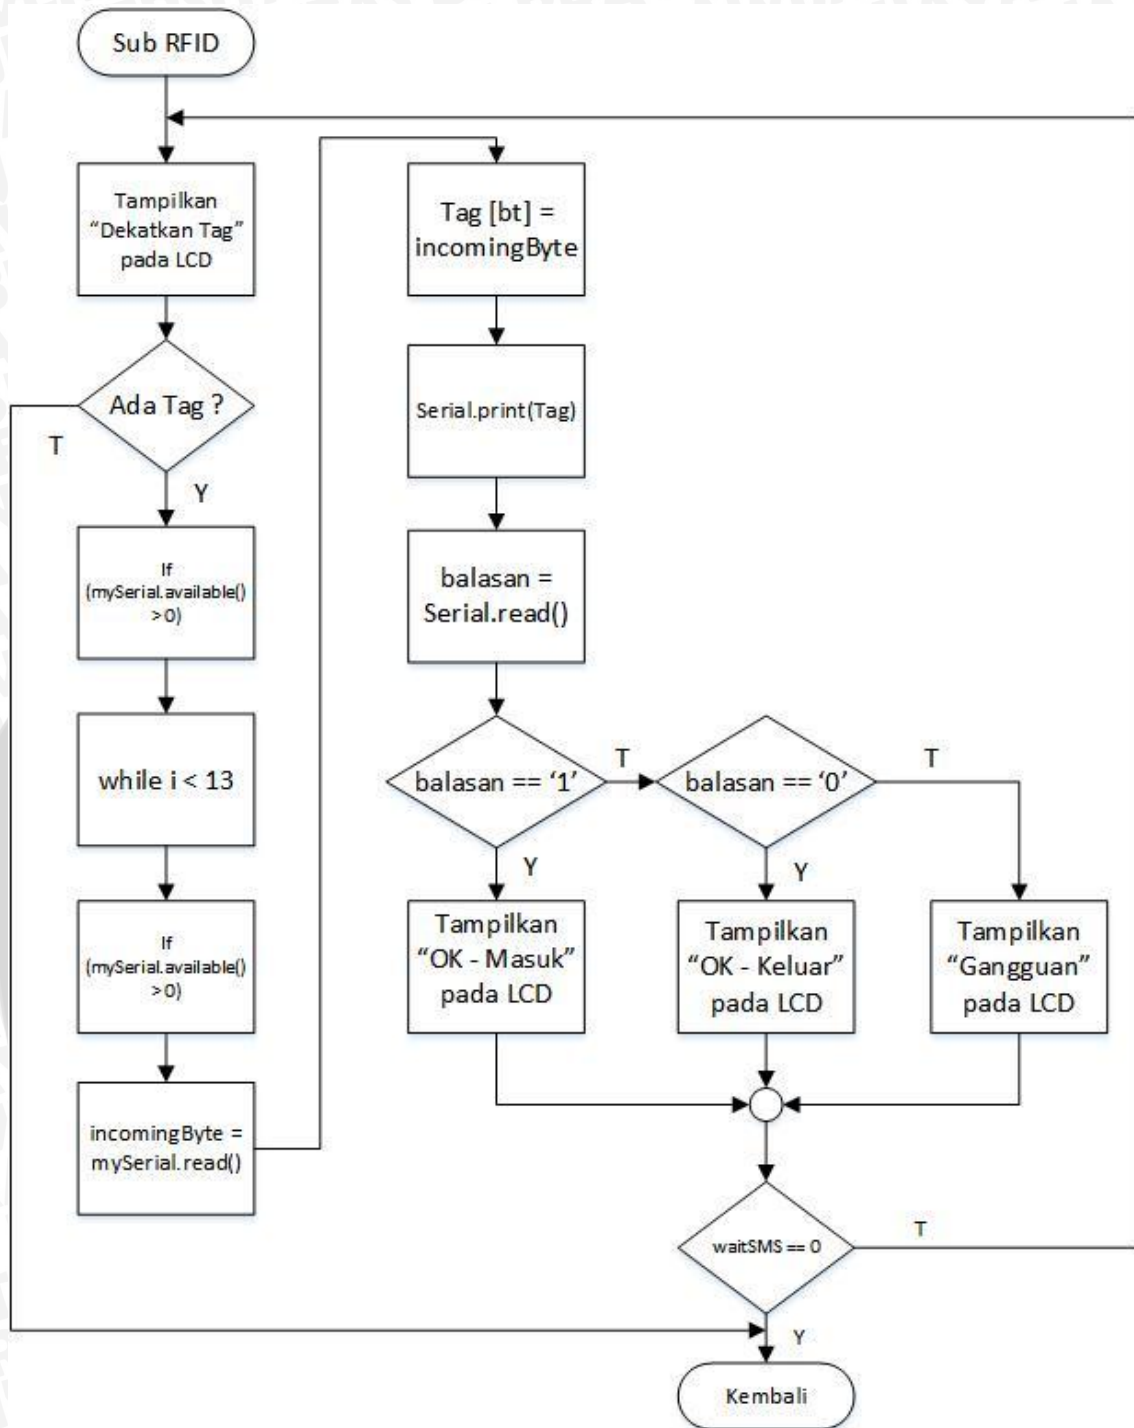 Sub RFID
Tampilkan
“Dekatkan Tag”
pada LCD
Ada Tag ?
T
Y
If
(mySerial.available()
> 0)
while i < 13
If
(mySerial.available()
> 0)
incomingByte =
mySerial.read()
Tag [bt] =
incomingByte
Serial.print(Tag)
balasan =
Serial.read()
balasan == ‘1’
T
Y
balasan == ‘0’
T
Y
Tampilkan
“OK - Masuk”
pada LCD
Tampilkan
“OK - Keluar”
pada LCD
Tampilkan
“Gangguan”
pada LCD
waitSMS == 0
T
Y
Kembali